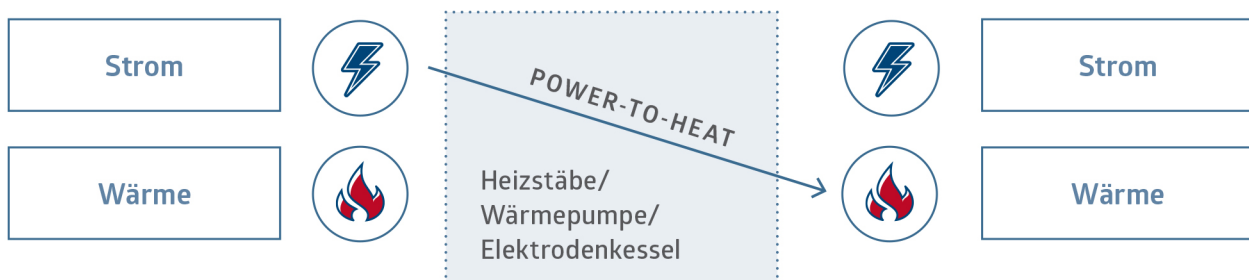 Strom
POWER-TO-HEAT
Strom
Wärme
Heizstäbe/
Wärmepumpe/
Elektrodenkessel
Wärme